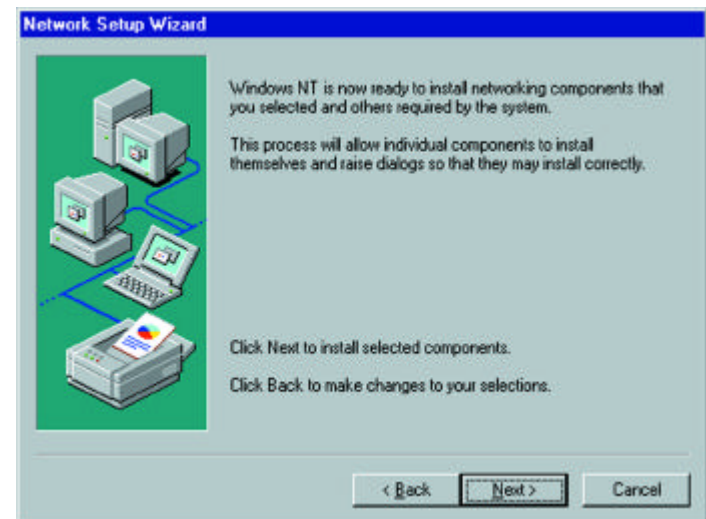 Network Setup Wizard
Windows NT is now ready to install networking components that
you selected and others required by the system.
This process will allow individual components to install
themselves and raise dialogs so that they may install correctly.
Click Next to install selected components.
Click Back to make changes to your selections.
< Back
Next >
Cancel